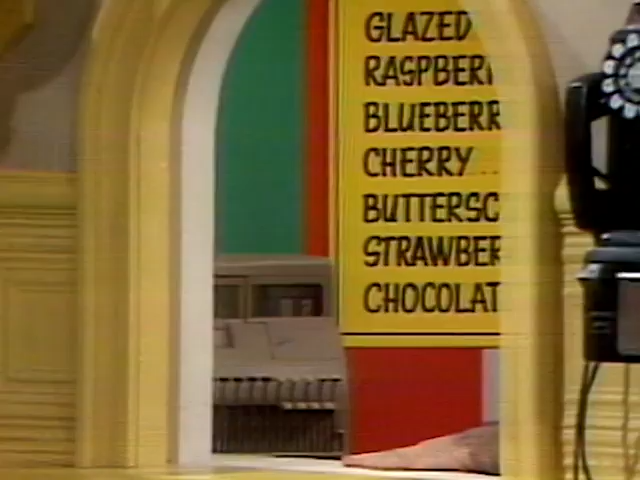 GLAZED
RASPBER
BLUEBERR
CHERRY
BUTTERSC
STRAWBER
CHOCOLAT